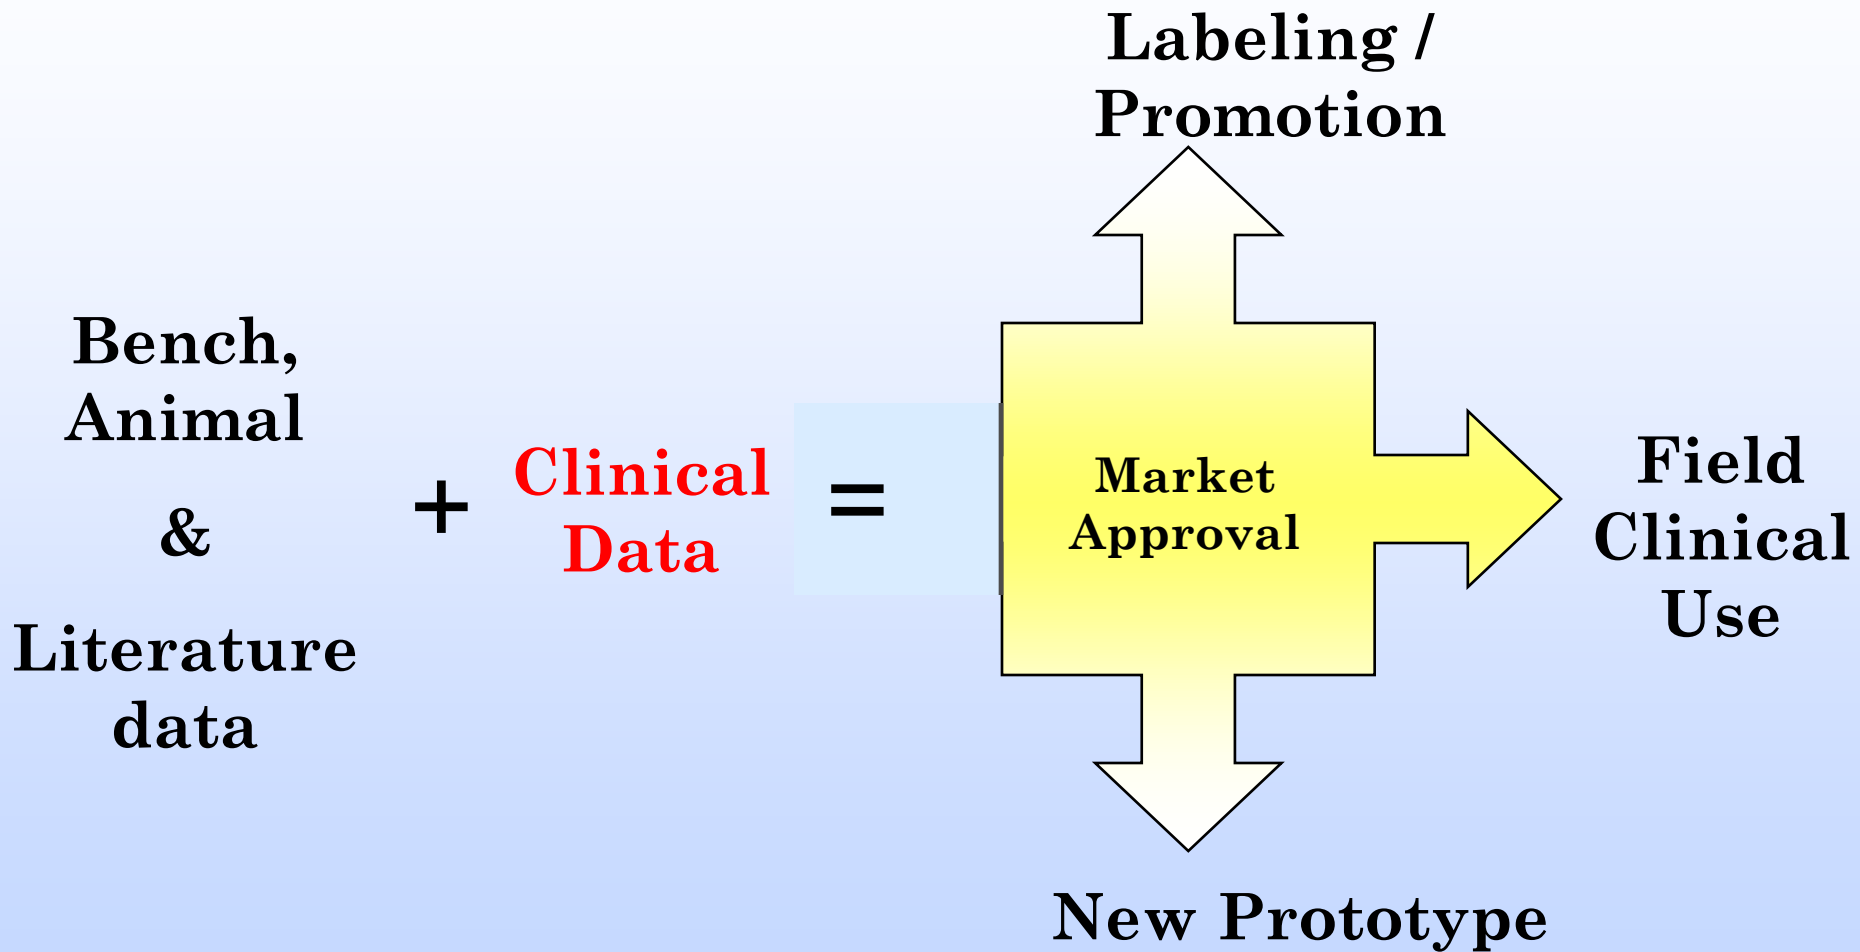 Labeling /
Promotion
Bench,
Animal
&
Literature
data
+
Clinical
Data
=
Market
Approval
Field
Clinical
Use
New Prototype